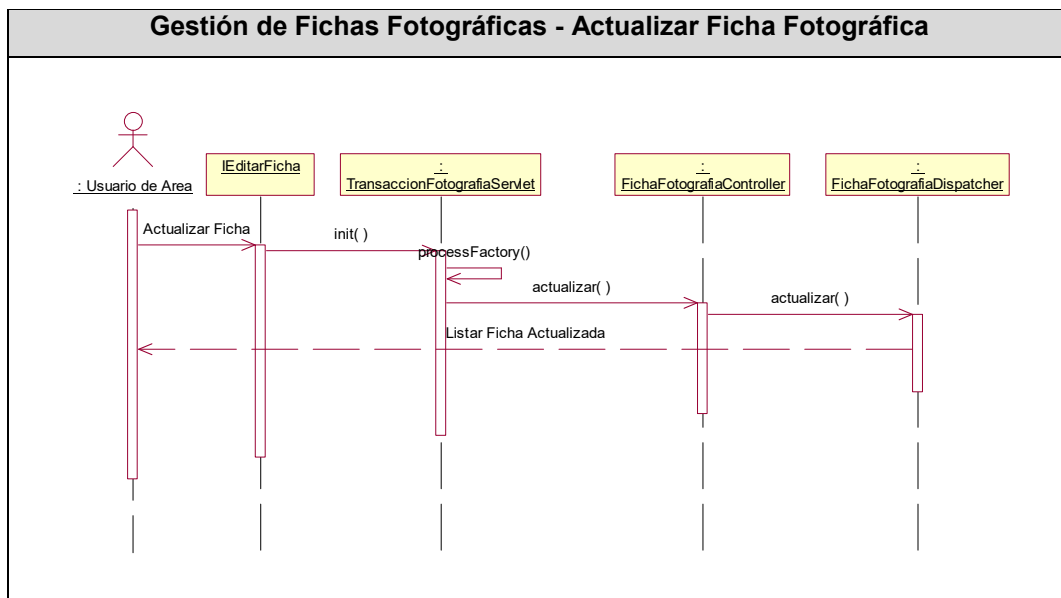 Gestión de Fichas Fotográficas - Actualizar Ficha Fotográfica
: Usuario de Area
IEditarFicha
:
TransaccionFotografiaServlet
:
FichaFotografiaController
:
FichaFotografiaDispatcher
Actualizar Ficha
init( )
processFactory()
actualizar( )
actualizar( )
Listar Ficha Actualizada